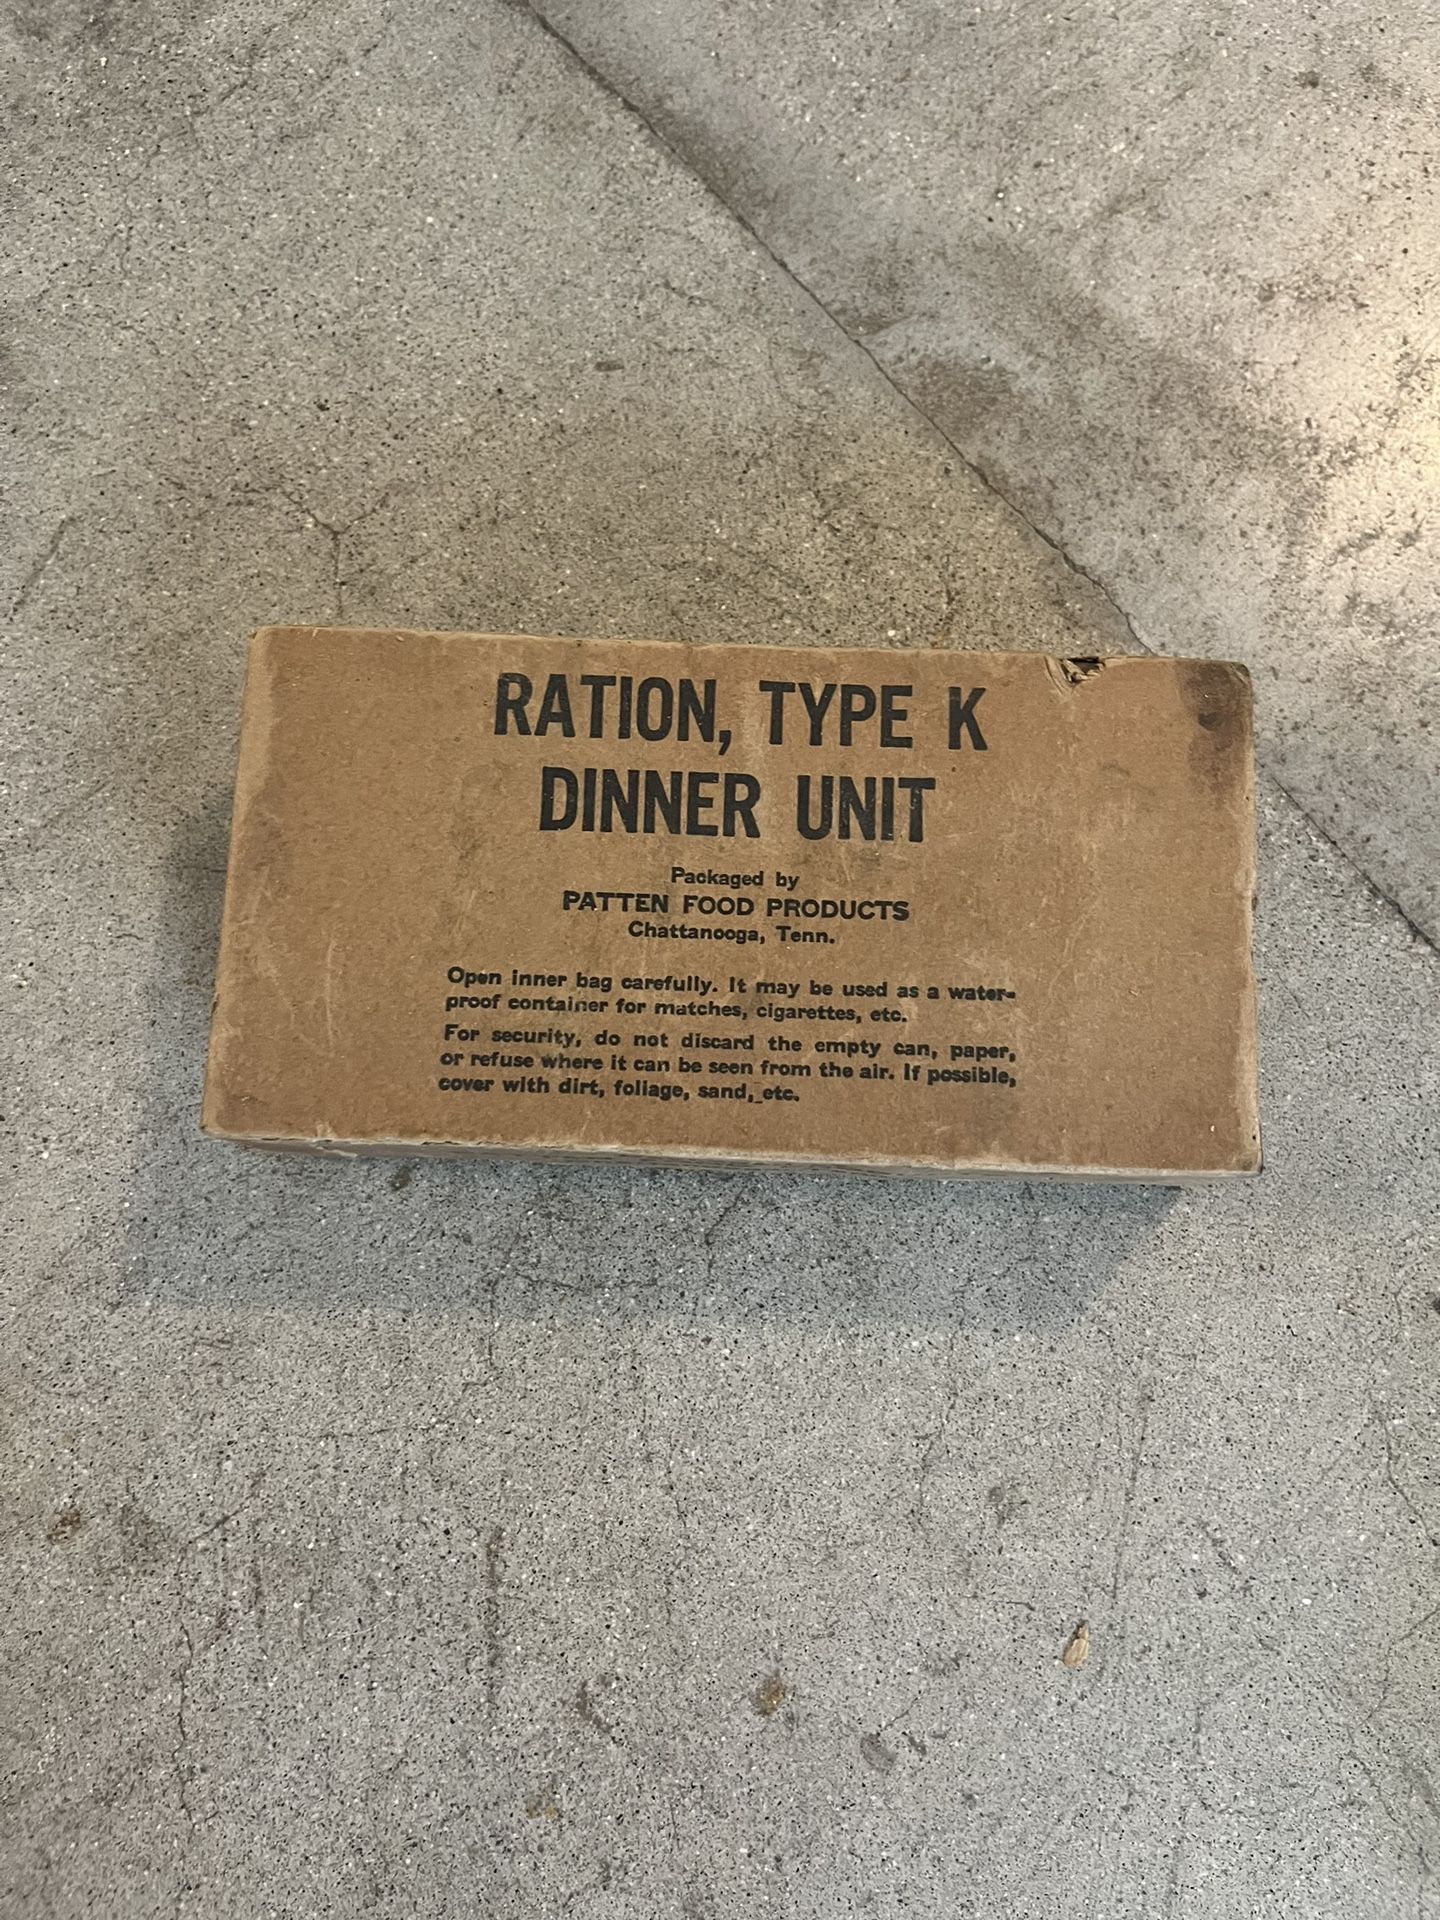 RATION, TYPE K
DINNER UNIT
Packaged by
PATTEN FOOD PRODUCTS
Chattanooga, Tenn.
Open inner bag carefully. It may be used as a water-
proof container for matches, cigarettes, etc.
For security, do not discard the empty can, paper,
or refuse where it can be seen from the air. If possible,
cover with dirt, foliage, sand, etc.